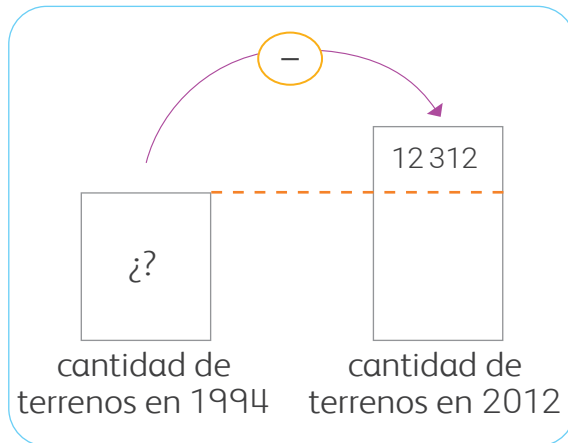 –
12 312
¿?
cantidad de
terrenos en 1994
cantidad de
terrenos en 2012